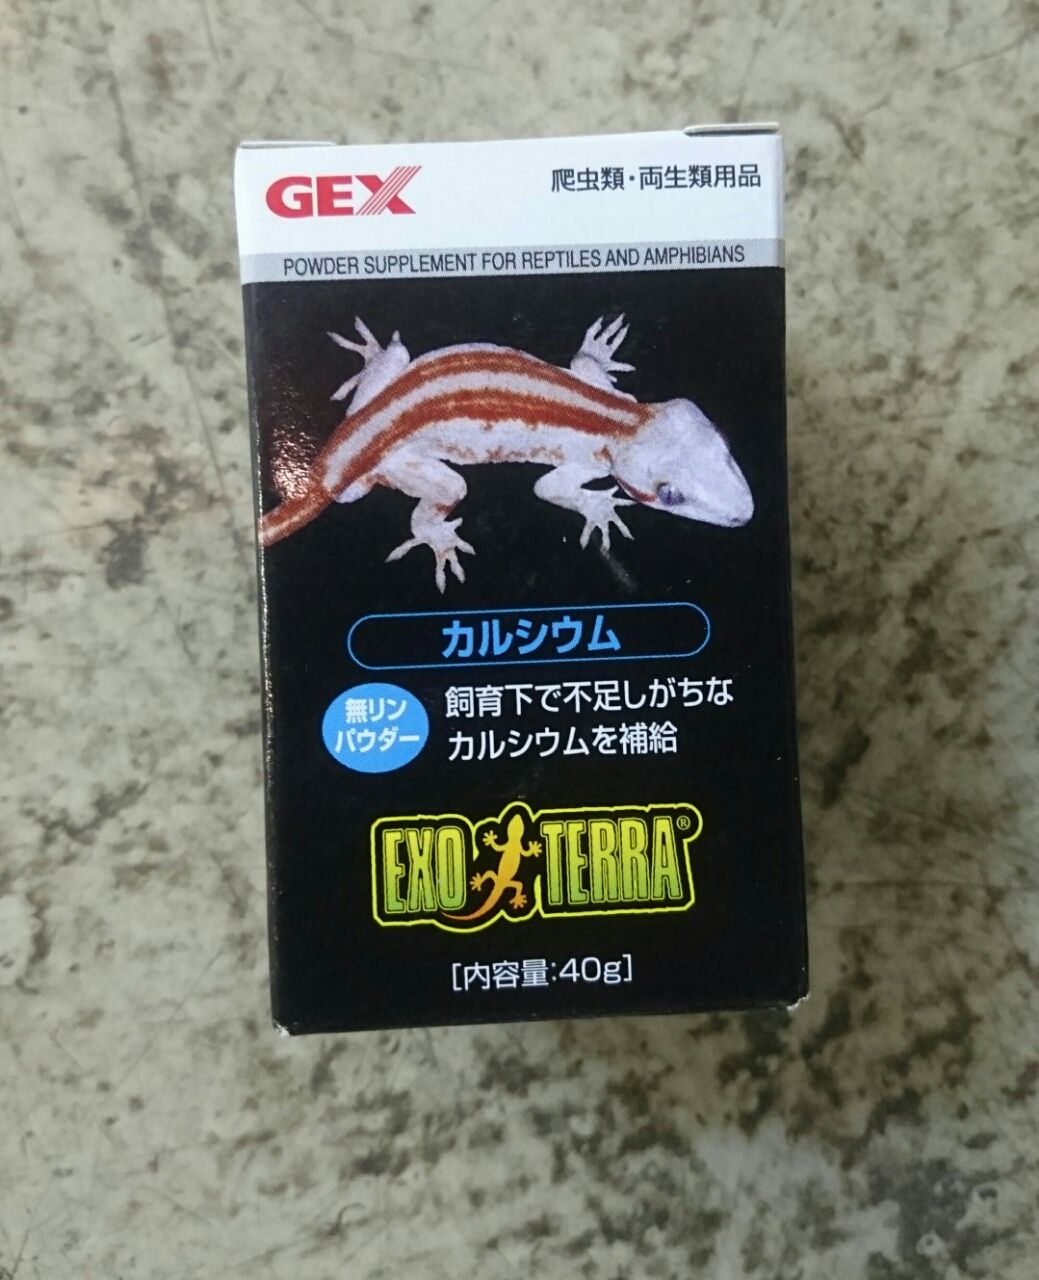 GEX
爬虫類・両生類用品
POWDER SUPPLEMENT FOR REPTILES AND AMPHIBIANS
カルシウム
無リン
パウダー
飼育下で不足しがちな
カルシウムを補給
EXO TERRA®
[内容量:40g]